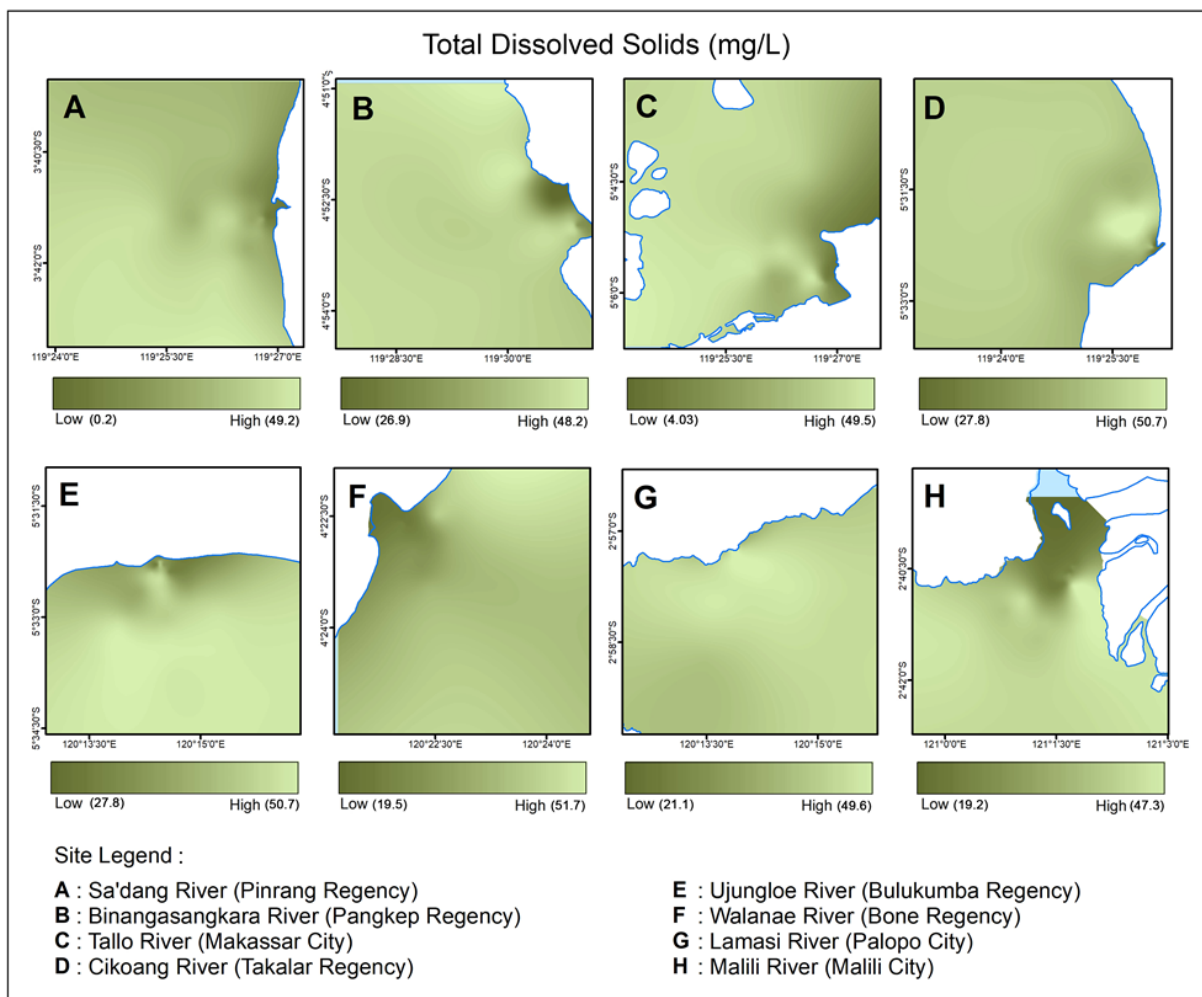 Total Dissolved Solids (mg/L)
A
3°40'30"S
3°42'0"S
119°24'0"E 119°25'30"E 119°27'0"E
Low (0.2) High (49.2)
B
4°51'0"S
4°52'30"S
4°54'0"S
119°28'30"E 119°30'0"E
Low (26.9) High (48.2)
C
5°4'30"S
5°6'0"S
119°25'30"E 119°27'0"E
Low (4.03) High (49.5)
D
5°31'30"S
5°33'0"S
119°24'0"E 119°25'30"E
Low (27.8) High (50.7)
E
5°31'30"S
5°33'0"S
5°34'30"S
120°13'30"E 120°15'0"E
Low (27.8) High (50.7)
F
4°22'30"S
4°24'0"S
120°22'30"E 120°24'0"E
Low (19.5) High (51.7)
G
2°57'0"S
2°58'30"S
120°13'30"E 120°15'0"E
Low (21.1) High (49.6)
H
2°40'30"S
2°42'0"S
121°0'0"E 121°1'30"E 121°3'0"E
Low (19.2) High (47.3)
Site Legend :
A : Sa'dang River (Pinrang Regency)
B : Binangasangkara River (Pangkep Regency)
C : Tallo River (Makassar City)
D : Cikoang River (Takalar Regency)
E : Ujungloe River (Bulukumba Regency)
F : Walanae River (Bone Regency)
G : Lamasi River (Palopo City)
H : Malili River (Malili City)